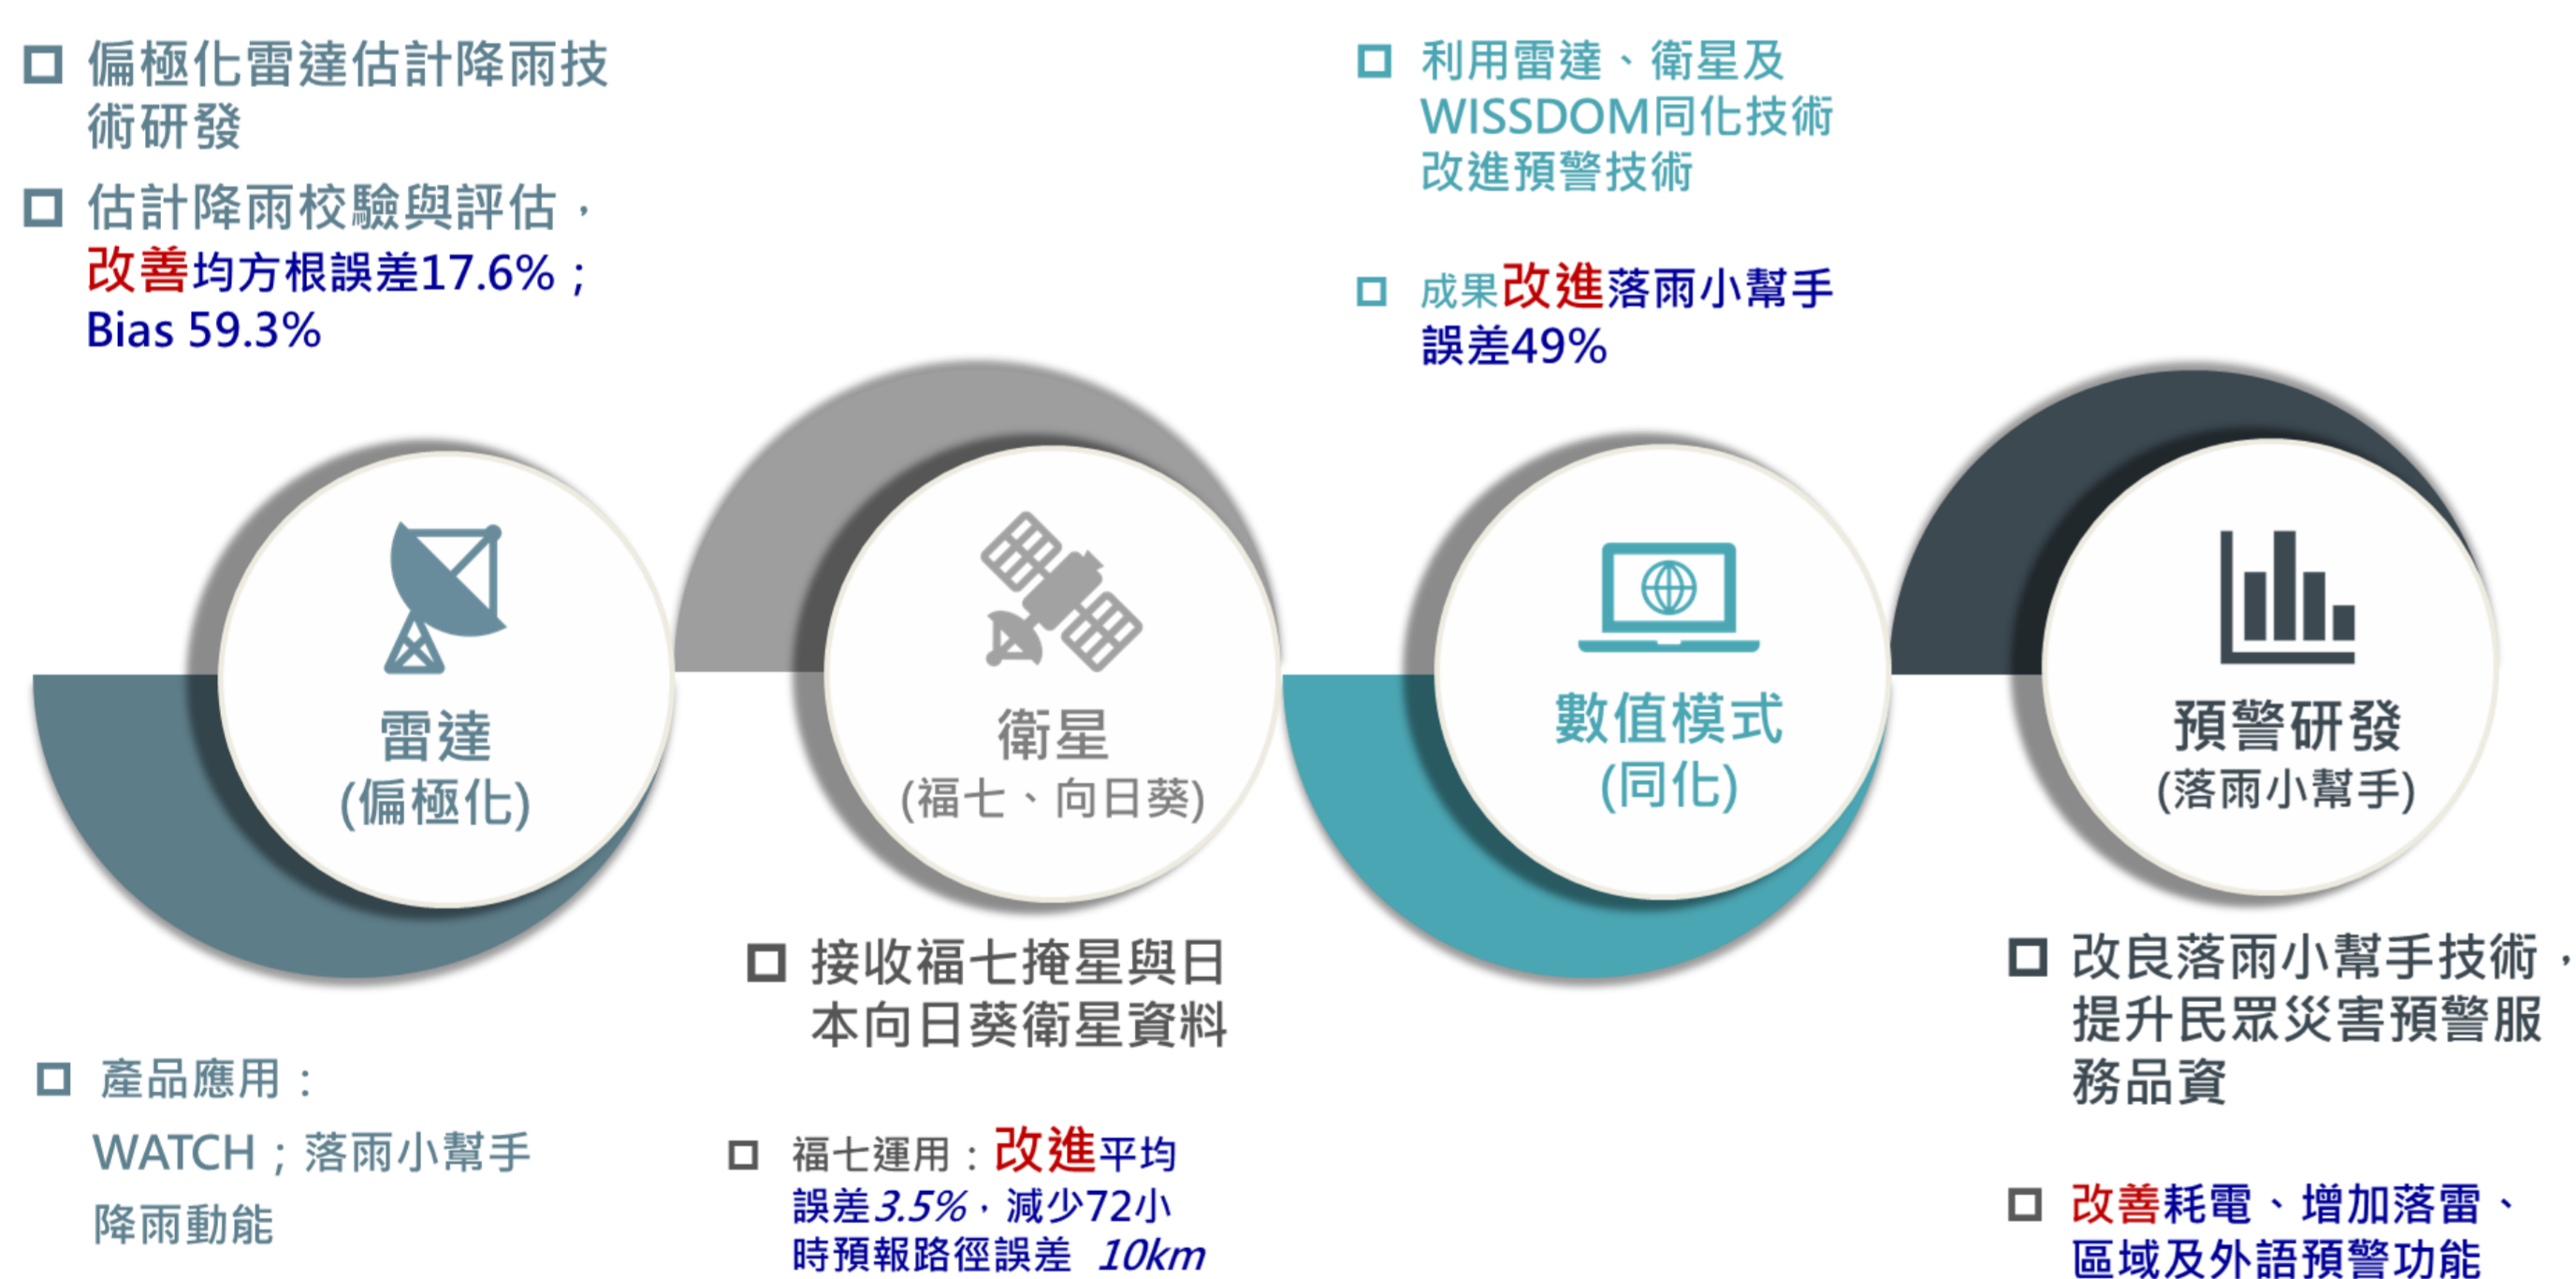 偏極化雷達估計降雨技
術研發
估計降雨校驗與評估，
改善均方根誤差17.6%；
Bias 59.3%
雷達
(偏極化)
產品應用：
WATCH；落雨小幫手
降雨動能
衛星
(福七、向日葵)
接收福七掩星與日
本向日葵衛星資料
福七運用：改進平均
誤差3.5%，減少72小
時預報路徑誤差 10km
利用雷達、衛星及
WISSDOM同化技術
改進預警技術
成果改進落雨小幫手
誤差49%
數值模式
(同化)
預警研發
(落雨小幫手)
改良落雨小幫手技術，
提升民眾災害預警服
務品資
改善耗電、增加落雷、
區域及外語預警功能